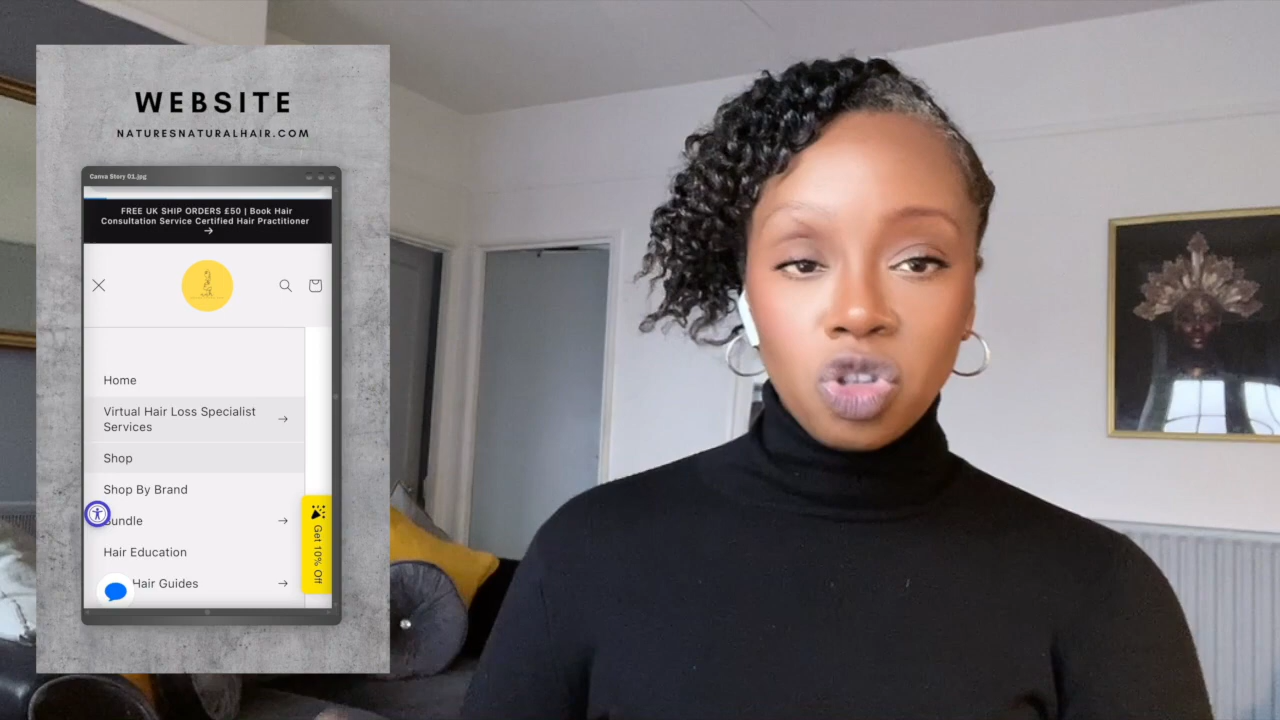 WEBSITE
NATURESNATURALHAIR.COM
Canva Story 01.jpg
FREE UK SHIP ORDERS £50 | Book Hair
Consultation Service Certified Hair Practitioner
→
Home
Virtual Hair Loss Specialist
Services
Shop
Shop By Brand
undle
Hair Education
Hair Guides
Get 10% Off